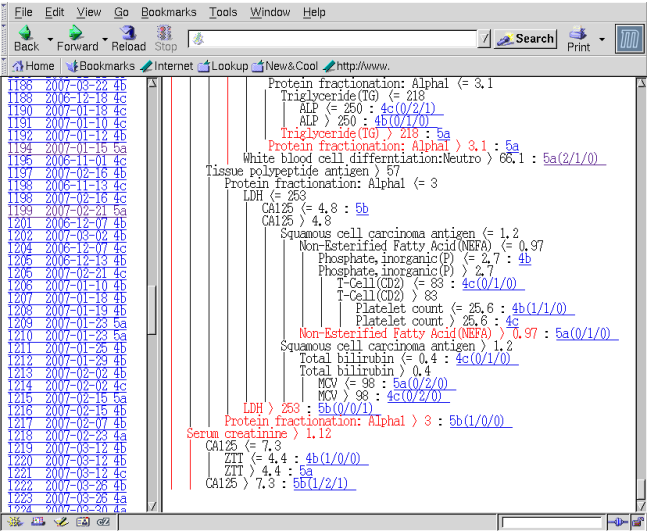 File Edit View Go Bookmarks Tools Window Help
Back Forward Reload Stop Search Print
Home Bookmarks Internet Lookup New&Cool http://www.
1186 2007-03-22 4b
1188 2006-12-18 4c
1190 2007-01-18 4c
1191 2007-01-10 4c
1192 2007-01-12 4b
1194 2007-01-15 5a
1195 2006-11-01 4c
1197 2007-02-16 4b
1198 2006-11-13 4c
1198 2007-02-16 4c
1199 2007-02-21 5a
1201 2006-12-07 4b
1202 2007-03-02 4b
1204 2006-12-07 4c
1205 2006-12-13 4b
1205 2007-02-21 4c
1206 2007-01-10 4b
1207 2007-01-18 4b
1208 2007-01-19 4b
1209 2007-01-23 5a
1210 2007-01-23 5a
1211 2007-01-25 4b
1212 2007-01-29 4b
1213 2007-02-02 4b
1214 2007-02-02 4c
1215 2007-02-15 5a
1216 2007-02-15 4b
1217 2007-02-07 4b
1218 2007-02-23 4a
1219 2007-03-12 4b
1220 2007-03-12 4b
1221 2007-03-12 4c
1222 2007-03-26 4b
1223 2007-03-26 4a
1224 2007-03-30 4a
Protein fractionation: Alpha1 <= 3.1
Triglyceride(TG) <= 218
ALP <= 250 : 4c(0/2/1)
ALP > 250 : 4b(0/1/0)
Triglyceride(TG) > 218 : 5a
Protein fractionation: Alpha1 > 3.1 : 5a
White blood cell differntiation:Neutro > 66.1 : 5a(2/1/0)
Tissue polypeptide antigen > 57
Protein fractionation: Alpha1 <= 3
LDH <= 253
CA125 <= 4.8 : 5b
CA125 > 4.8
Squamous cell carcinoma antigen <= 1.2
Non-Esterified Fatty Acid(NEFA) <= 0.97
Phosphate,inorganic(P) <= 2.7 : 4b
Phosphate,inorganic(P) > 2.7
T-Cell(CD2) <= 83 : 4c(0/1/0)
T-Cell(CD2) > 83
Platelet count <= 25.6 : 4b(1/1/0)
Platelet count > 25.6 : 4c
Non-Esterified Fatty Acid(NEFA) > 0.97 : 5a(0/1/0)
Squamous cell carcinoma antigen > 1.2
Total bilirubin <= 0.4 : 4c(0/1/0)
Total bilirubin > 0.4
MCV <= 98 : 5a(0/2/0)
MCV > 98 : 4c(0/2/0)
LDH > 253 : 5b(0/0/1)
Protein fractionation: Alpha1 > 3 : 5b(1/0/0)
Serum creatinine > 1.12
CA125 <= 7.3
ZTT <= 4.4 : 4b(1/0/0)
ZTT > 4.4 : 5a
CA125 > 7.3 : 5b(1/2/1)